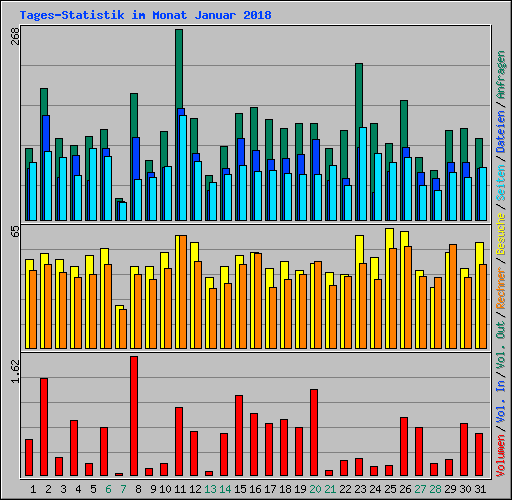 Tages-Statistik im Monat Januar 2018
268
65
1.62
Volumen / Vol. In / Vol. Out / Rechner / Besuche / Seiten / Dateien / Anfragen
1 2 3 4 5 6 7 8 9 10 11 12 13 14 15 16 17 18 19 20 21 22 23 24 25 26 27 28 29 30 31